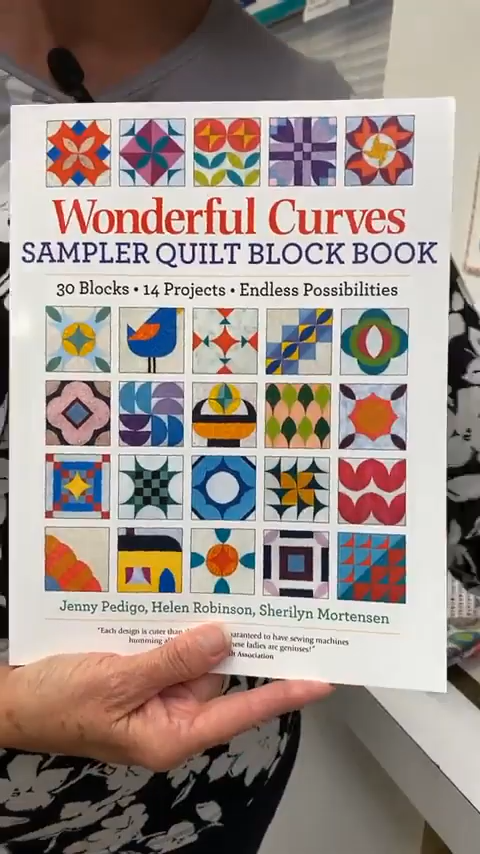 Wonderful Curves
SAMPLER QUILT BLOCK BOOK
30 Blocks • 14 Projects • Endless Possibilities
Jenny Pedigo, Helen Robinson, Sherilyn Mortensen
"Each design is cuter than guaranteed to have sewing machines
humming ladies are geniuses!"
Association